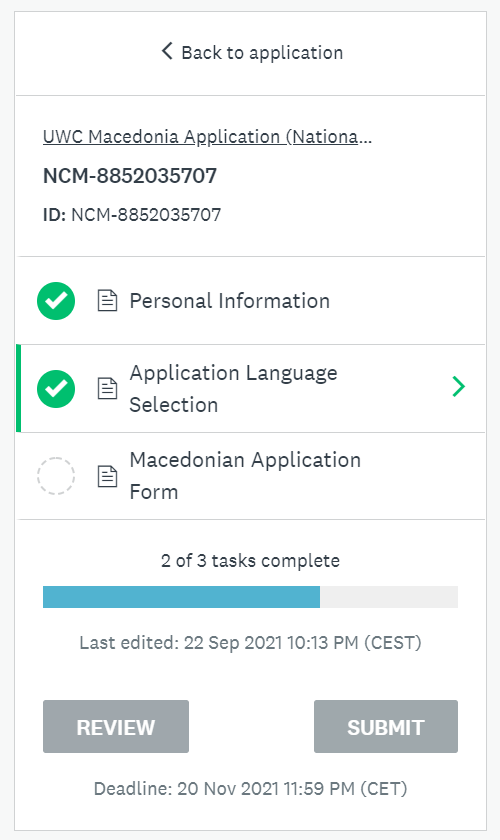 Back to application
UWC Macedonia Application (Nationa...
NCM-8852035707
ID: NCM-8852035707
Personal Information
Application Language
Selection
Macedonian Application
Form
2 of 3 tasks complete
Last edited: 22 Sep 2021 10:13 PM (CEST)
REVIEW
SUBMIT
Deadline: 20 Nov 2021 11:59 PM (CET)